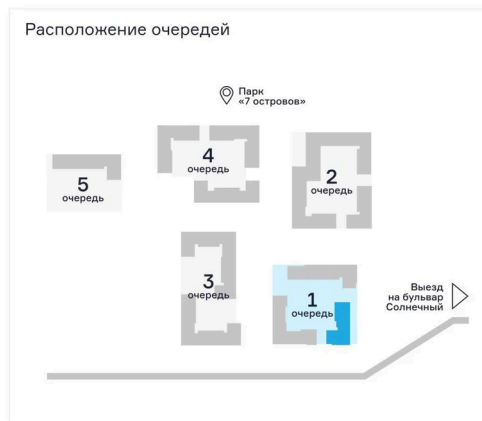 Расположение очередей
Парк
«7 островов»
4
очередь
5
очередь
2
очередь
3
очередь
1
очередь
Выезд
на бульвар
Солнечный